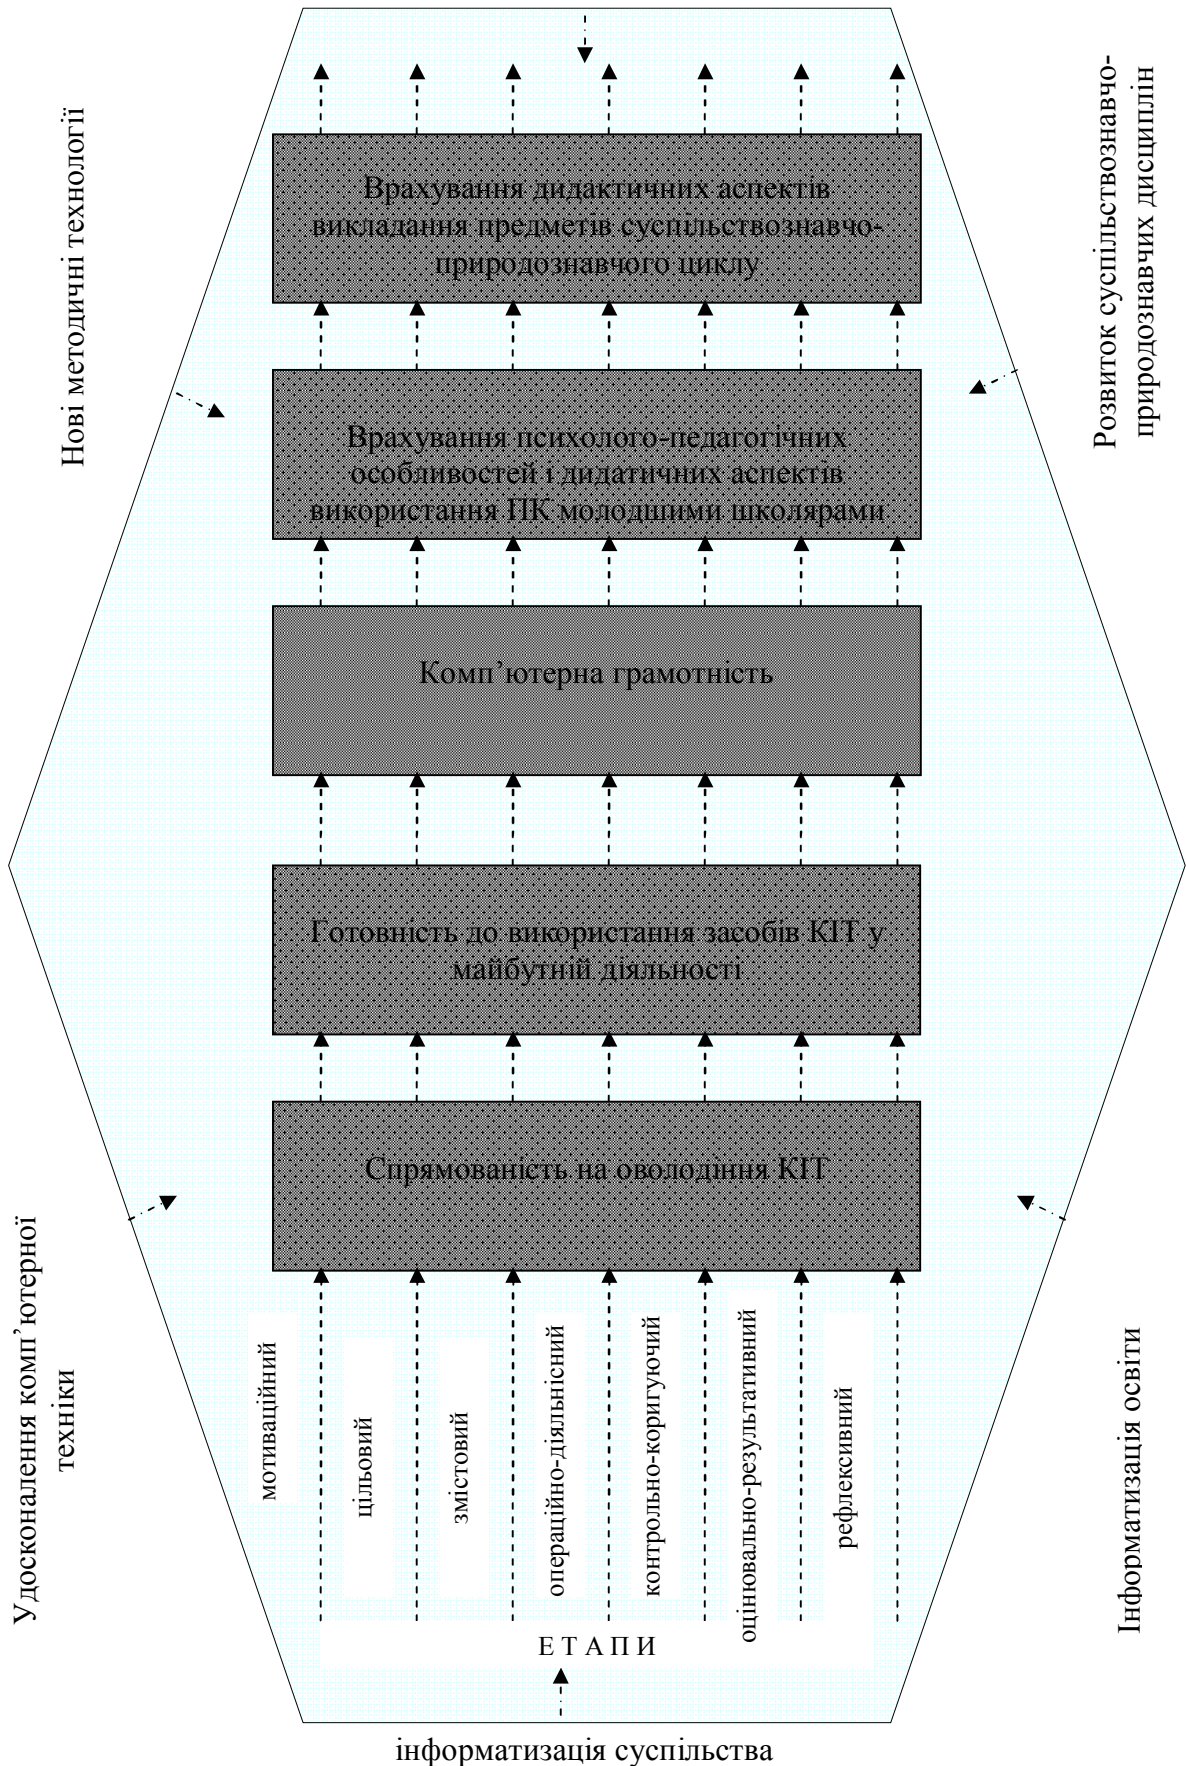 Нові методичні технології
Розвиток суспільствознавчо-
природознавчих дисциплін
Врахування дидактичних аспектів
викладання предметів суспільствознавчо-
природознавчого циклу
Врахування психолого-педагогічних
особливостей і дидатичних аспектів
використання ПК молодшими школярами
Комп’ютерна грамотність
Готовність до використання засобів КІТ у
майбутній діяльності
Спрямованість на оволодіння КІТ
Удосконалення комп’ютерної
техніки
мотиваційний
цільовий
змістовий
операційно-діяльнісний
контрольно-коригуючий
оцінювально-результативний
рефлексивний
Інформатизація освіти
Е Т А П И
інформатизація суспільства